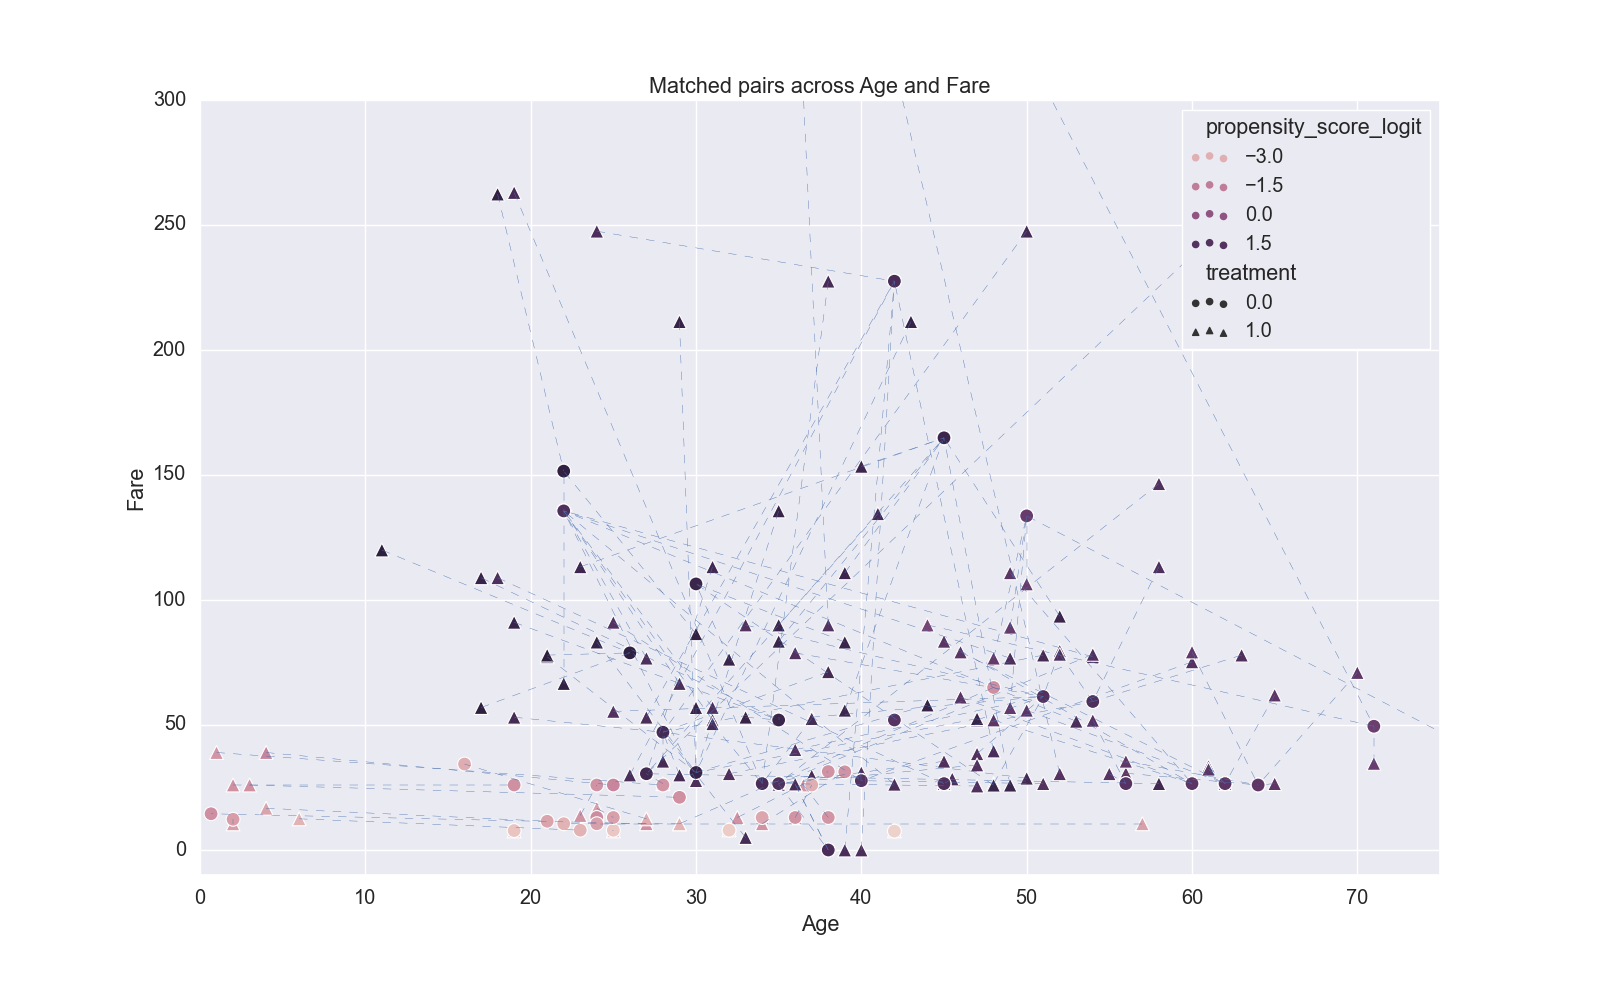 Matched pairs across Age and Fare
300
250
200
150
100
50
0
Fare
0 10 20 30 40 50 60 70
Age
propensity_score_logit
−3.0
−1.5
0.0
1.5
treatment
0.0
1.0